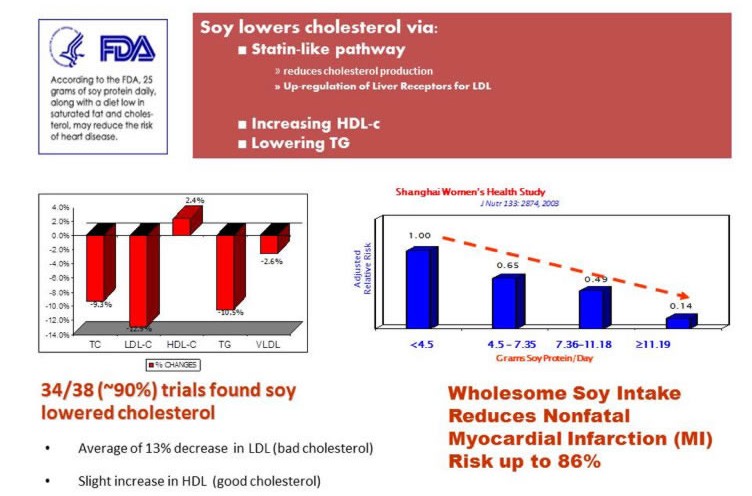 FDA
According to the FDA, 25
grams of soy protein daily,
along with a diet low in
saturated fat and choles-
terol, may reduce the risk
of heart disease.
Soy lowers cholesterol via:
■ Statin-like pathway
» reduces cholesterol production
» Up-regulation of Liver Receptors for LDL
■ Increasing HDL-c
■ Lowering TG
4.0%
2.0%
0.0%
-2.0%
-4.0%
-6.0%
-8.0%
-10.0%
-12.0%
-14.0%
2.4%
-2.6%
-9.3%
-10.5%
-12.9%
TC LDL-C HDL-C TG VLDL
% CHANGES
34/38 (~90%) trials found soy
lowered cholesterol
• Average of 13% decrease in LDL (bad cholesterol)
• Slight increase in HDL (good cholesterol)
Shanghai Women's Health Study
J Nutr 133: 2874, 2003
Adjusted
Relative Risk
1.00
0.65
0.49
0.14
<4.5 4.5 – 7.35 7.36–11.18 ≥11.19
Grams Soy Protein/Day
Wholesome Soy Intake
Reduces Nonfatal
Myocardial Infarction (MI)
Risk up to 86%